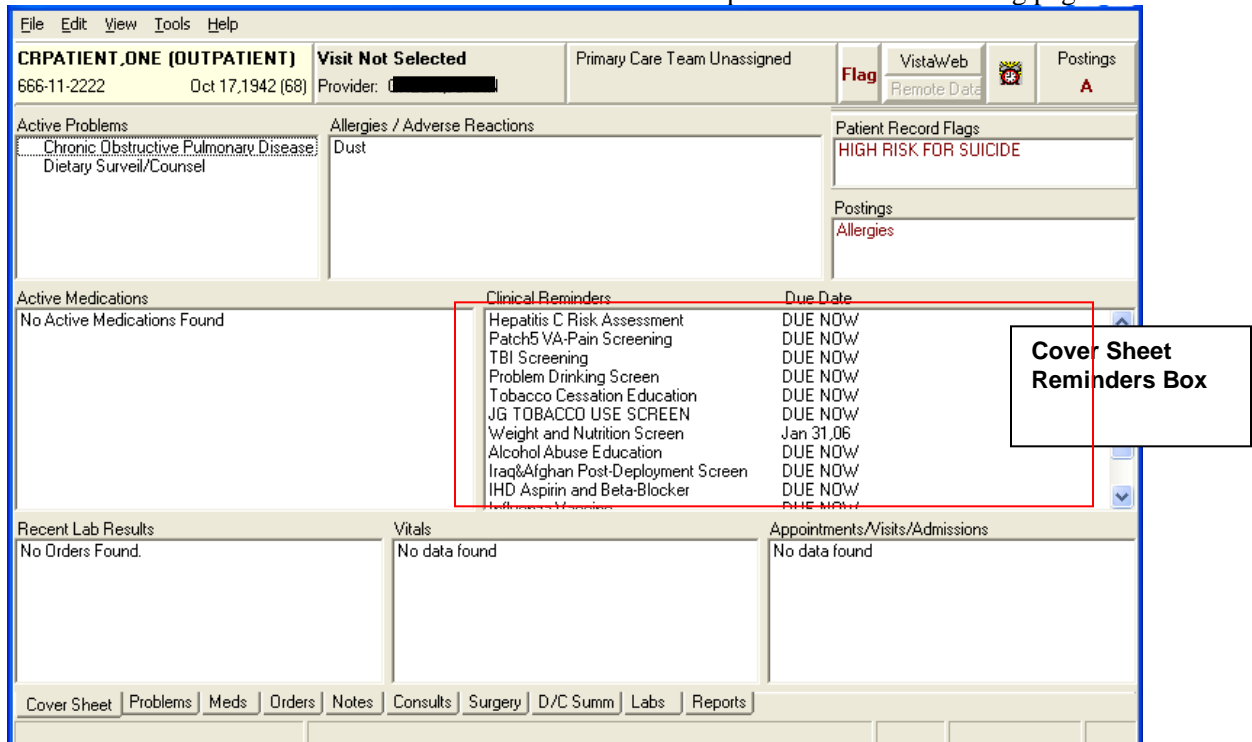 File Edit View Tools Help
CRPATIENT,ONE (OUTPATIENT) Visit Not Selected Primary Care Team Unassigned Flag VistaWeb Postings
666-11-2222 Oct 17,1942 (68) Provider: Remote Data A
Active Problems Allergies / Adverse Reactions Patient Record Flags
Chronic Obstructive Pulmonary Disease Dust HIGH RISK FOR SUICIDE
Dietary Surveil/Counsel
Postings
Allergies
Active Medications Clinical Reminders Due Date
No Active Medications Found Hepatitis C Risk Assessment DUE NOW
Patch5 VA-Pain Screening DUE NOW
TBI Screening DUE NOW
Problem Drinking Screen DUE NOW
Tobacco Cessation Education DUE NOW
JG TOBACCO USE SCREEN DUE NOW
Weight and Nutrition Screen Jan 31,06
Alcohol Abuse Education DUE NOW
Iraq&Afghan Post-Deployment Screen DUE NOW
IHD Aspirin and Beta-Blocker DUE NOW
Cover Sheet
Reminders Box
Recent Lab Results Vitals Appointments/Visits/Admissions
No Orders Found. No data found No data found
Cover Sheet Problems Meds Orders Notes Consults Surgery D/C Summ Labs Reports